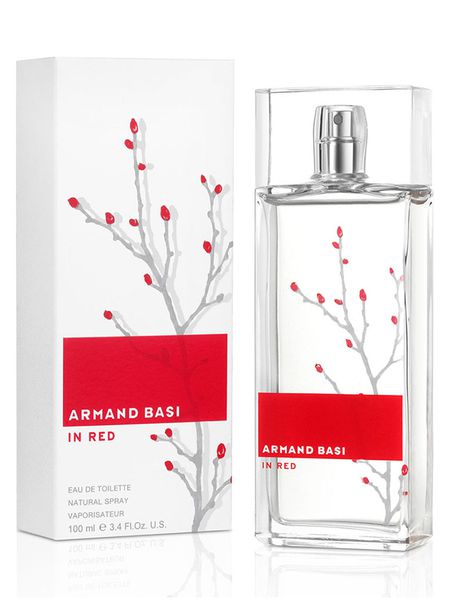 ARMAND BASI
IN RED
EAU DE TOILETTE
NATURAL SPRAY
VAPORISATEUR
100 ml ℮ 3.4 Fl.Oz. U.S.
ARMAND BASI
IN RED